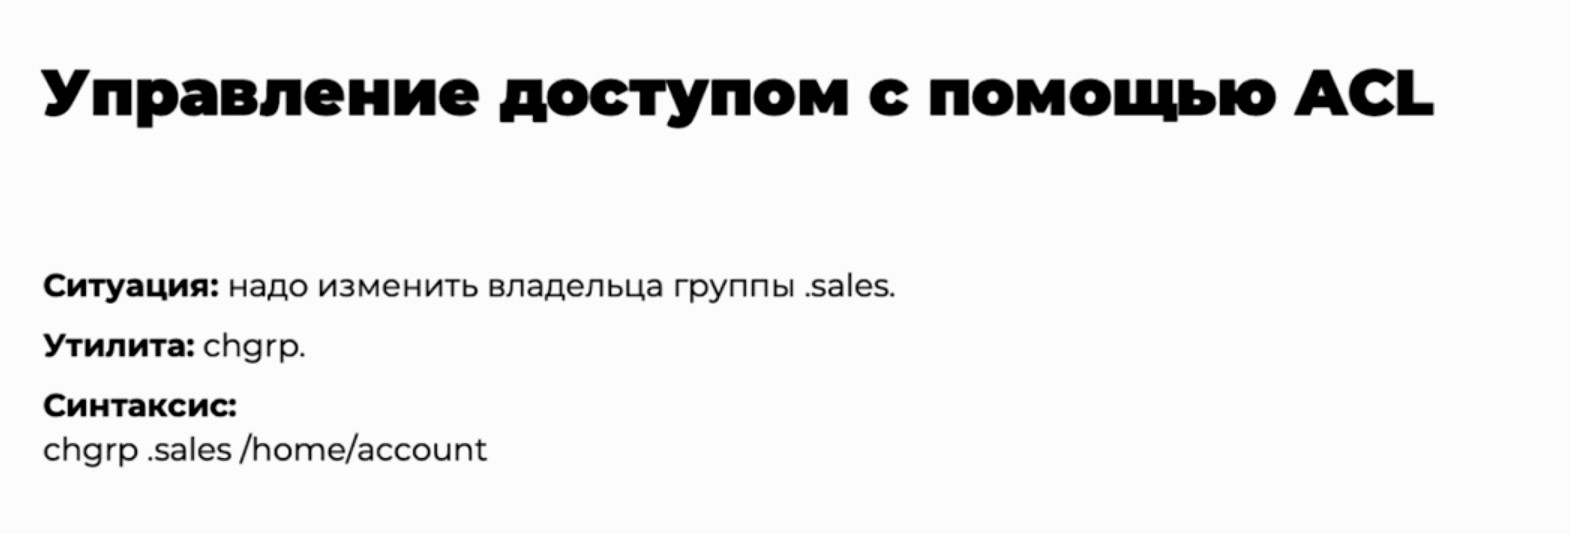 Управление доступом с помощью ACL
Ситуация: надо изменить владельца группы .sales.
Утилита: chgrp.
Синтаксис:
chgrp .sales /home/account